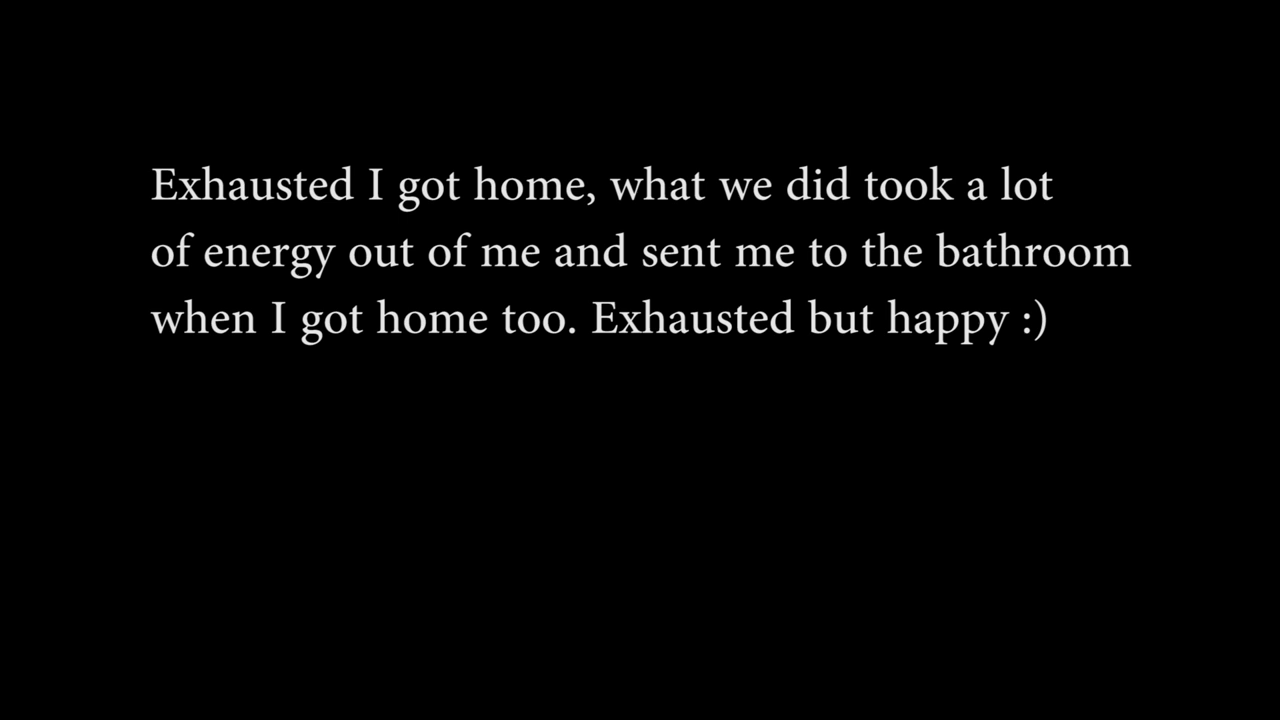 Exhausted I got home, what we did took a lot
of energy out of me and sent me to the bathroom
when I got home too. Exhausted but happy :)